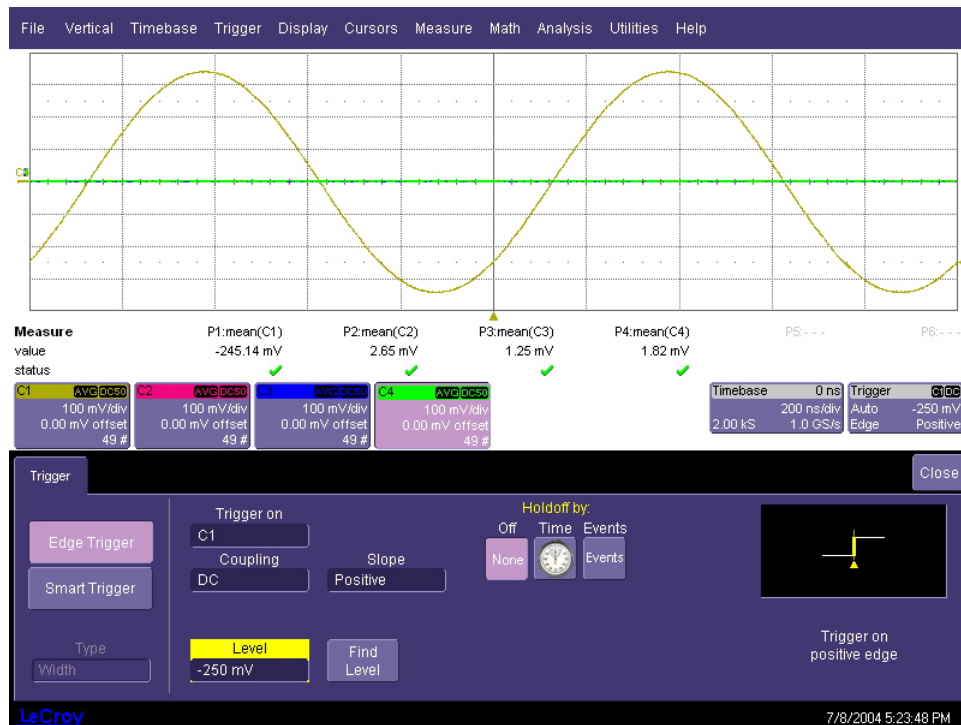 File Vertical Timebase Trigger Display Cursors Measure Math Analysis Utilities Help
Measure P1:mean(C1) P2:mean(C2) P3:mean(C3) P4:mean(C4) P5:- - - P6:- - -
value -245.14 mV 2.65 mV 1.25 mV 1.82 mV
status
C1 AVG DC50 C2 AVG DC50 C3 AVG DC50 C4 AVG DC50 Timebase 0 ns Trigger C1 DC
100 mV/div 100 mV/div 100 mV/div 100 mV/div 200 ns/div Auto -250 mV
0.00 mV offset 0.00 mV offset 0.00 mV offset 0.00 mV offset 2.00 kS 1.0 GS/s Edge Positive
49 # 49 # 49 # 49 #
Trigger Close
Trigger on
C1
Holdoff by:
Off Time Events
None Events
Edge Trigger
Coupling Slope
DC Positive
Smart Trigger
Type
Width
Level
-250 mV
Find
Level
Trigger on
positive edge
LeCroy 7/8/2004 5:23:48 PM